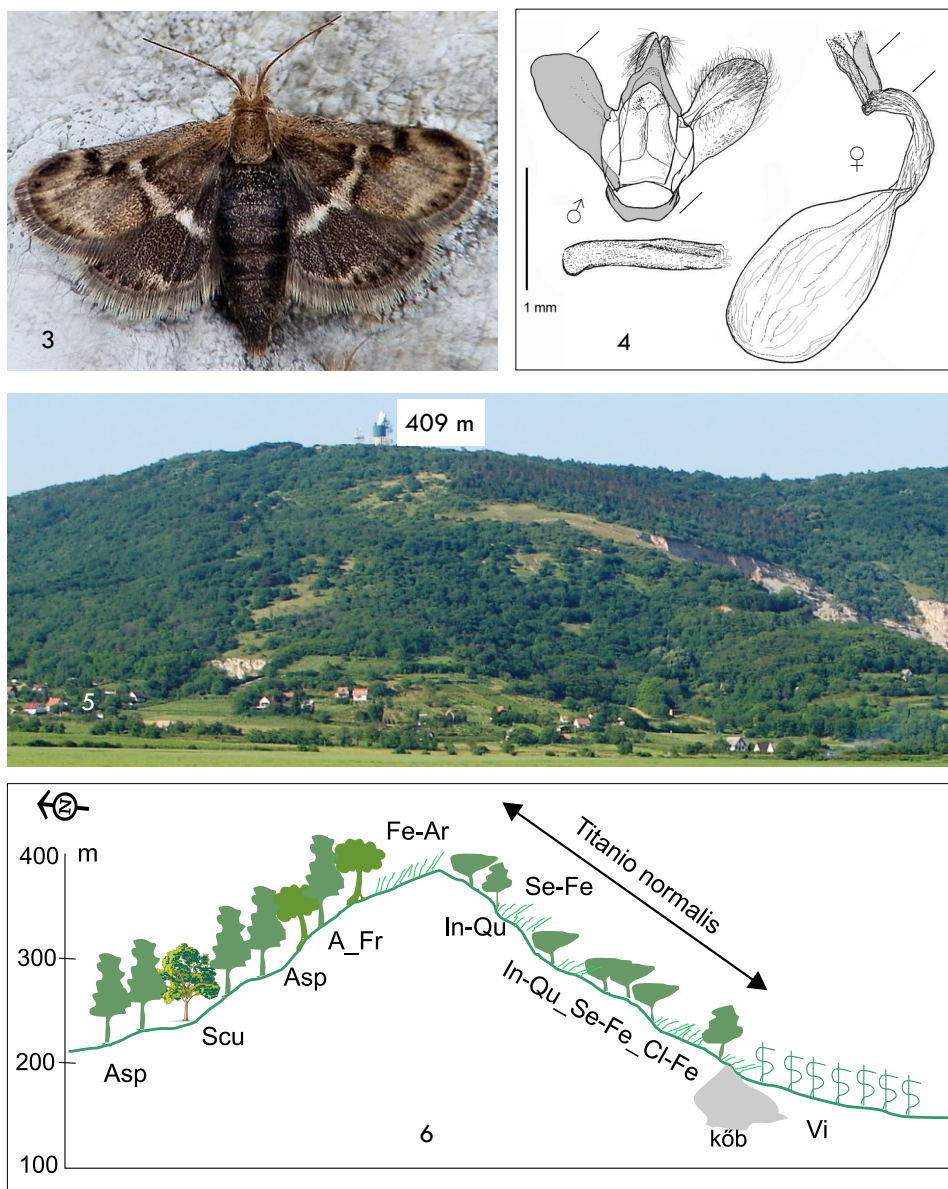 3
♂
♀
1 mm
4
409 m
5
N
400 m
300
200
100
Fe-Ar
Titanio normalis
Se-Fe
In-Qu
A_Fr
Asp
In-Qu_Se-Fe_Cl-Fe
Scu
Asp
kőb
Vi
6